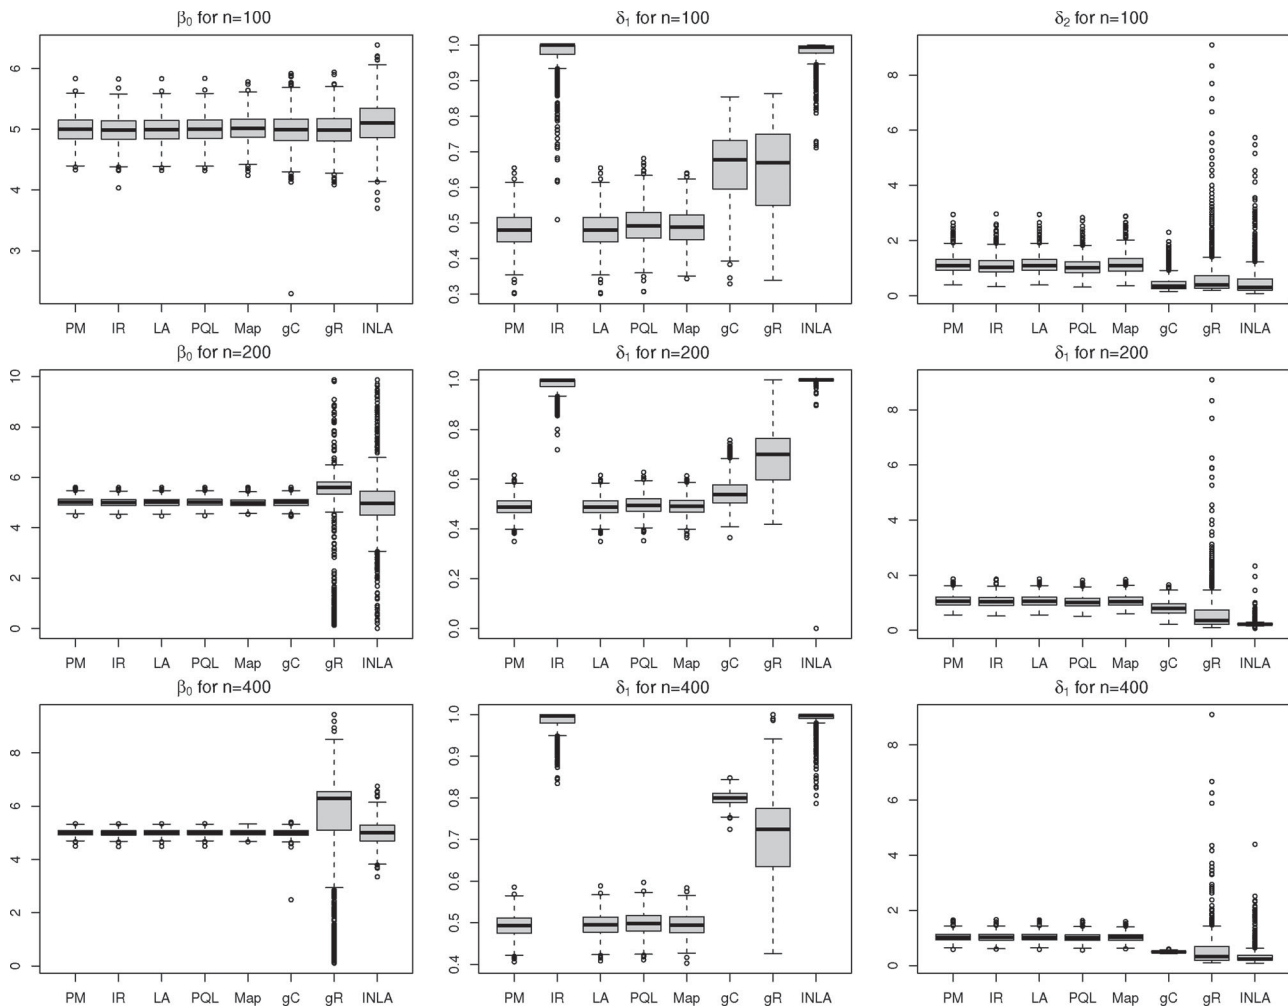 β0 for n=100
δ1 for n=100
δ2 for n=100
6
5
4
3
1.0
0.9
0.8
0.7
0.6
0.5
0.4
0.3
8
6
4
2
0
PM IR LA PQL Map gC gR INLA
PM IR LA PQL Map gC gR INLA
PM IR LA PQL Map gC gR INLA
β0 for n=200
δ1 for n=200
δ1 for n=200
10
8
6
4
2
0
1.0
0.8
0.6
0.4
0.2
0.0
8
6
4
2
0
PM IR LA PQL Map gC gR INLA
PM IR LA PQL Map gC gR INLA
PM IR LA PQL Map gC gR INLA
β0 for n=400
δ1 for n=400
δ1 for n=400
8
6
4
2
0
1.0
0.9
0.8
0.7
0.6
0.5
0.4
8
6
4
2
0
PM IR LA PQL Map gC gR INLA
PM IR LA PQL Map gC gR INLA
PM IR LA PQL Map gC gR INLA